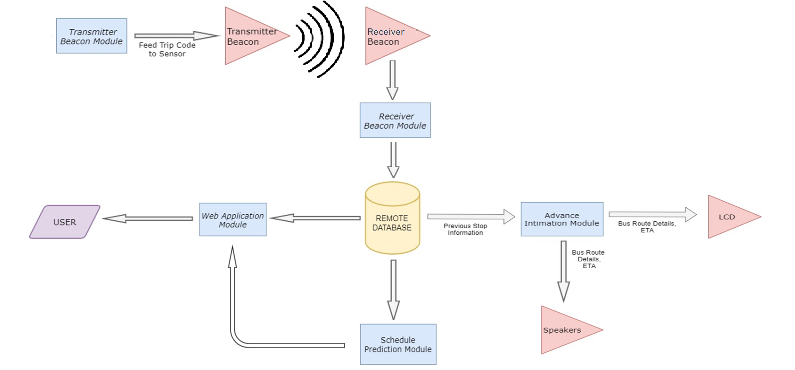 Transmitter
Beacon Module
Feed Trip Code
to Sensor
Transmitter
Beacon
Receiver
Beacon
Receiver
Beacon Module
USER
Web Application
Module
REMOTE
DATABASE
Previous Stop
Information
Advance
Intimation Module
Bus Route Details,
ETA
LCD
Bus Route
Details,
ETA
Speakers
Schedule
Prediction Module